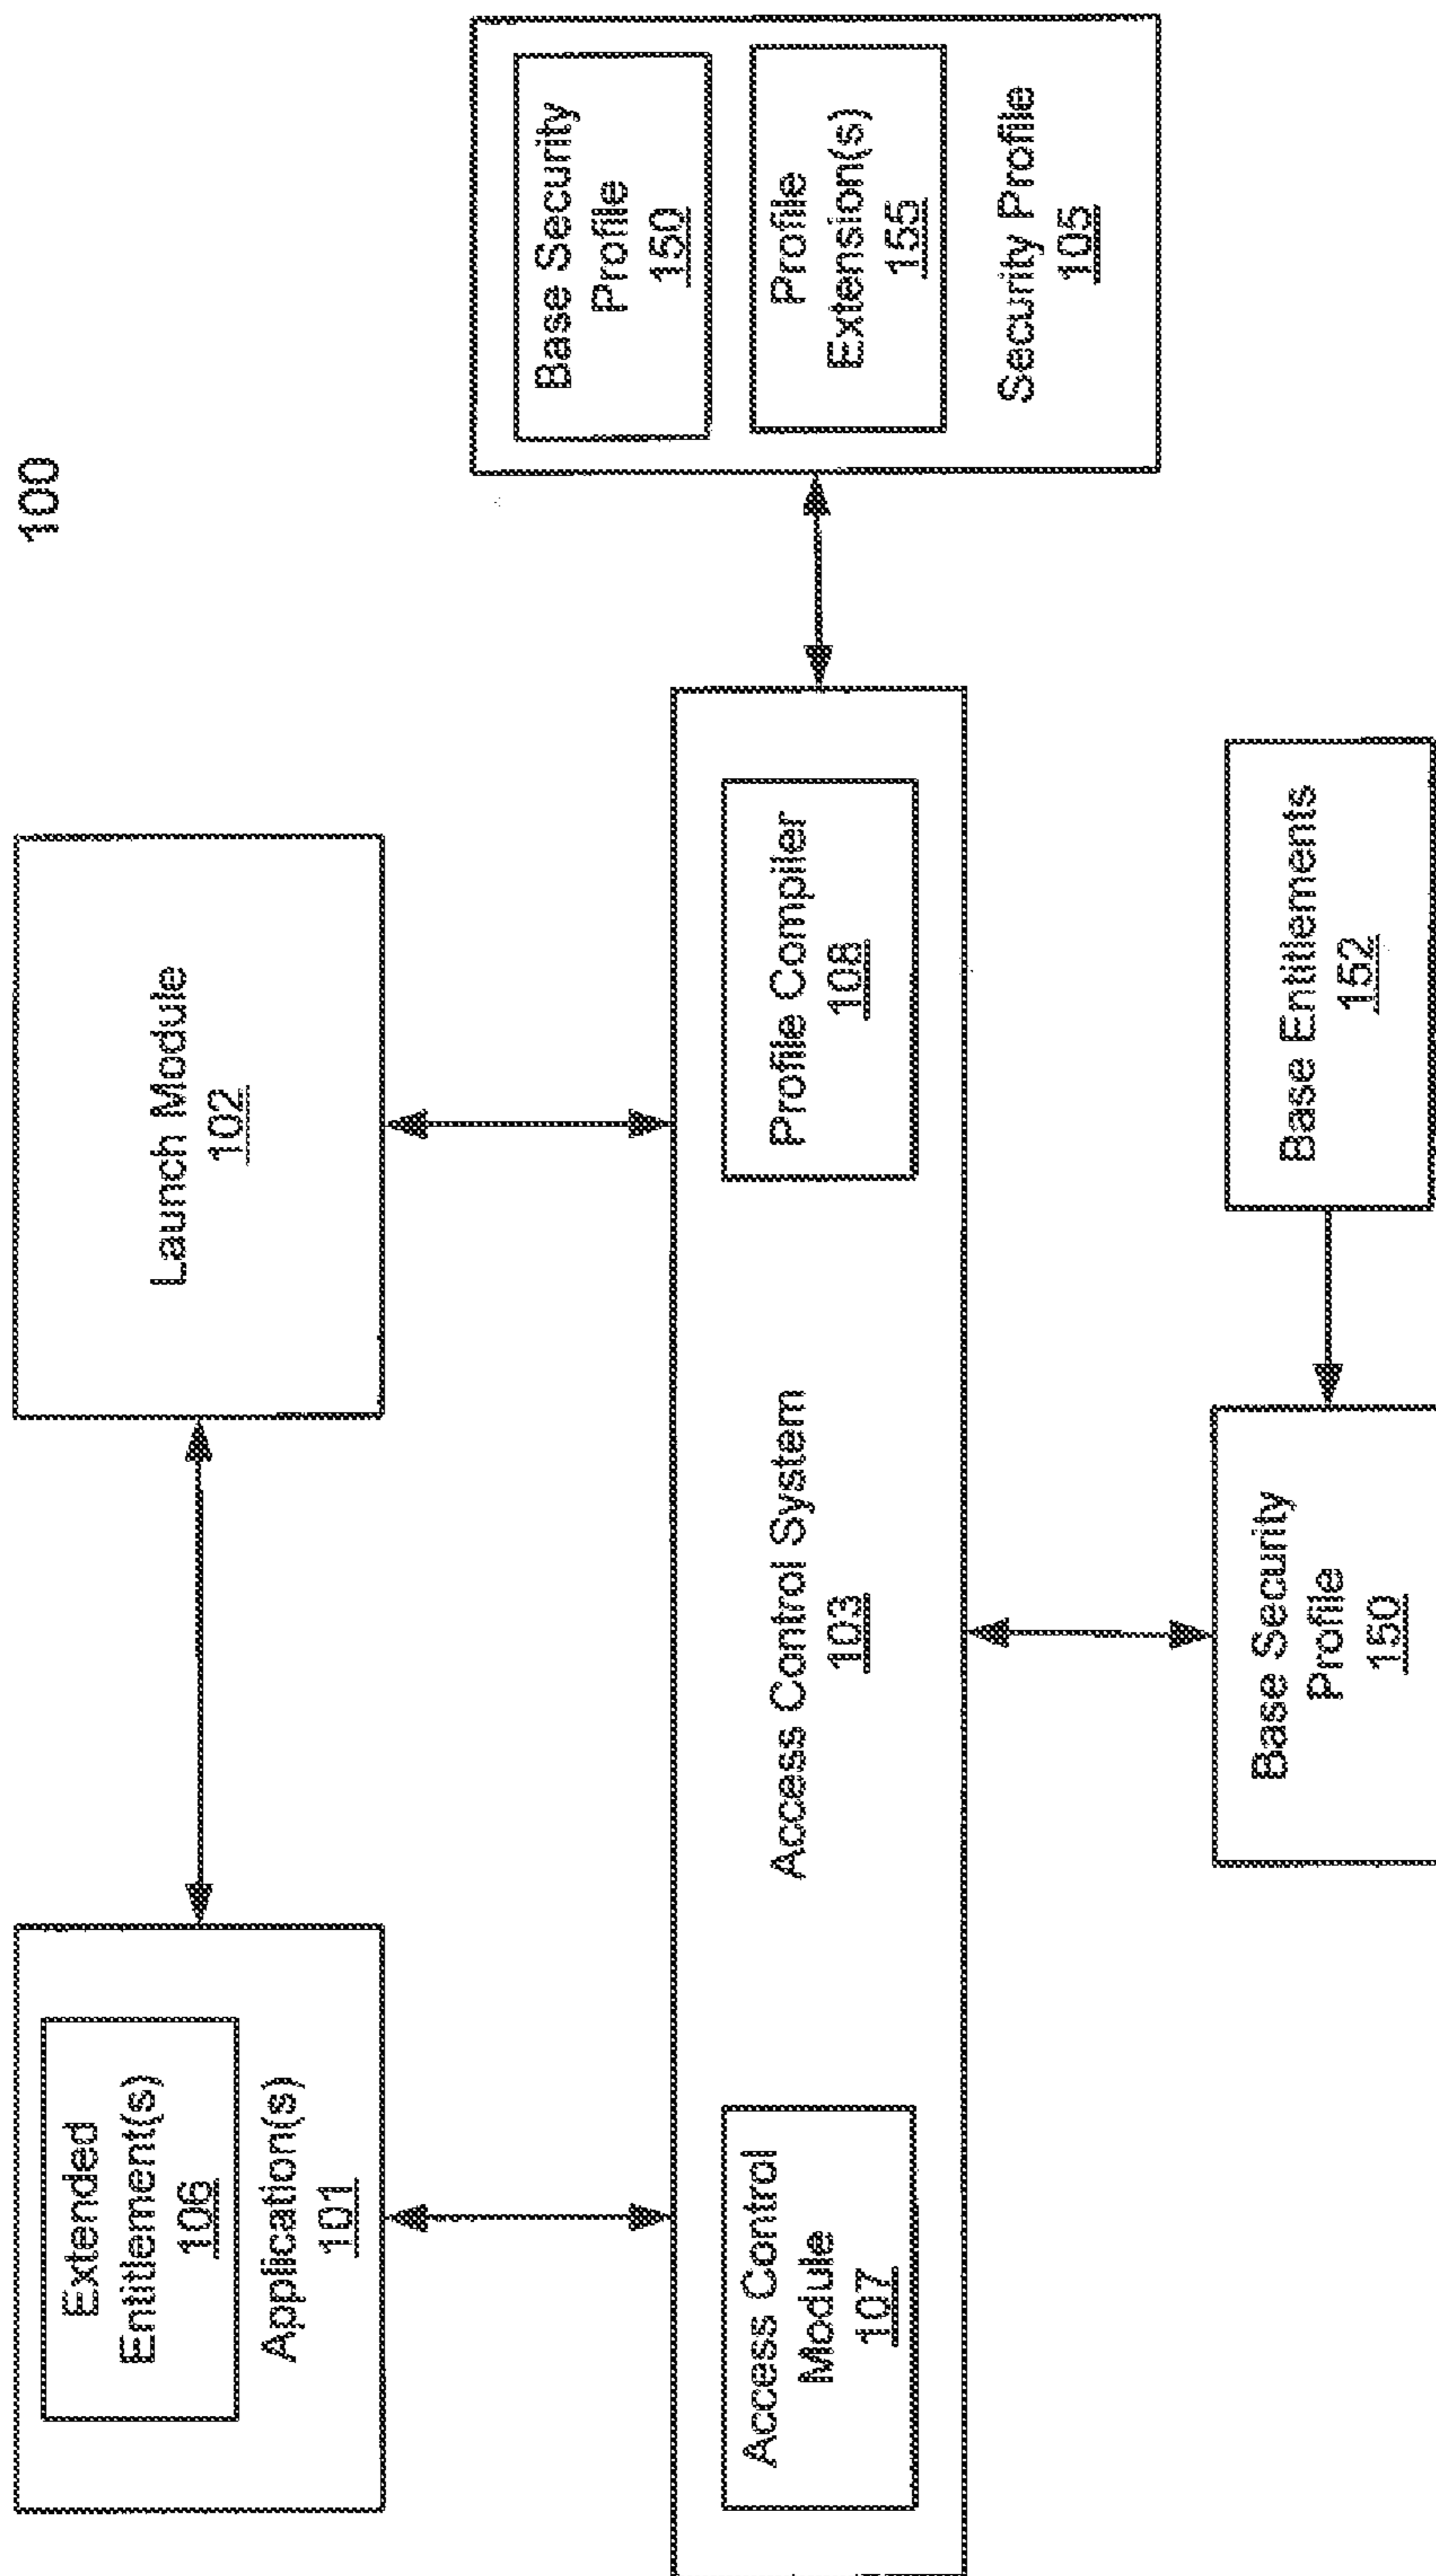 100
Extended
Entitlement(s)
106
Application(s)
101
Launch Module
102
Access Control
Module
107
Access Control System
103
Profile Compiler
108
Base Security
Profile
150
Profile
Extension(s)
155
Security Profile
105
Base Security
Profile
150
Base Entitlements
152